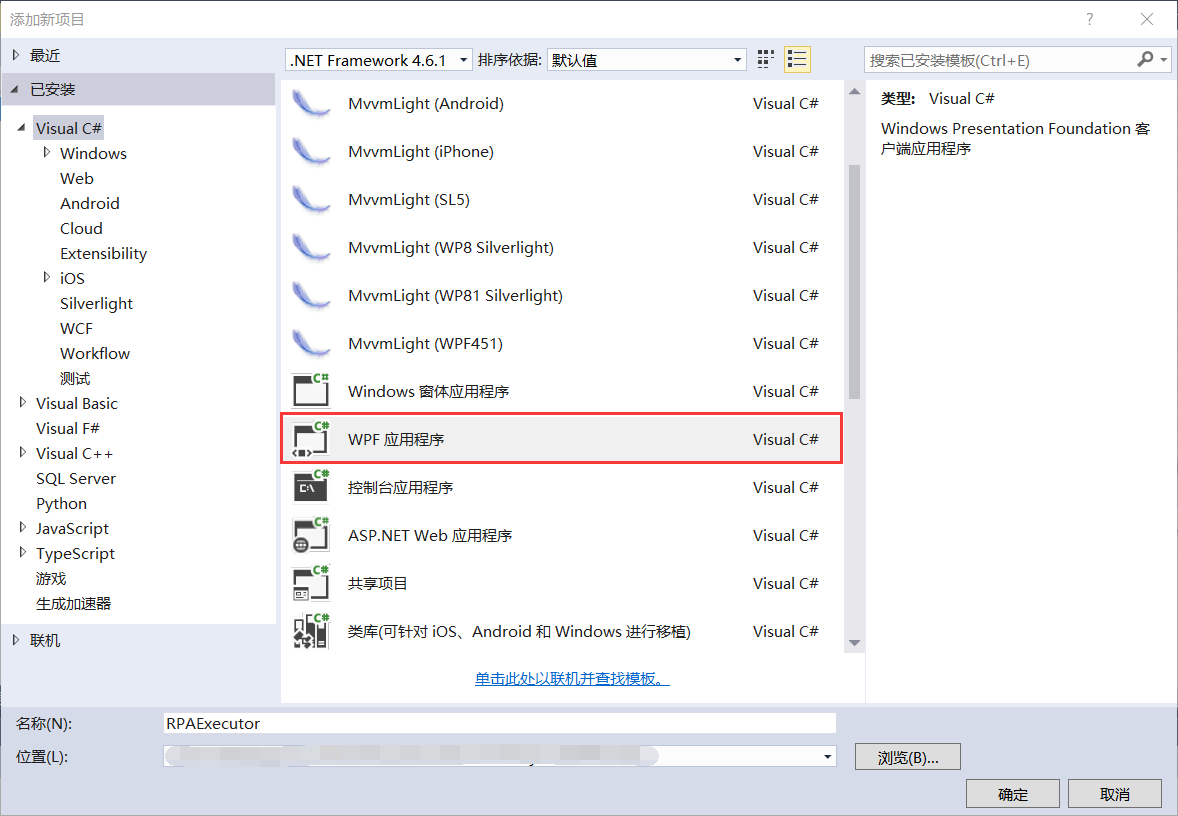 添加新项目
?
最近
已安装
Visual C#
Windows
Web
Android
Cloud
Extensibility
iOS
Silverlight
WCF
Workflow
测试
Visual Basic
Visual F#
Visual C++
SQL Server
Python
JavaScript
TypeScript
游戏
生成加速器
联机
.NET Framework 4.6.1 排序依据: 默认值
MvvmLight (Android) Visual C#
MvvmLight (iPhone) Visual C#
MvvmLight (SL5) Visual C#
MvvmLight (WP8 Silverlight) Visual C#
MvvmLight (WP81 Silverlight) Visual C#
MvvmLight (WPF451) Visual C#
Windows 窗体应用程序 Visual C#
WPF 应用程序 Visual C#
控制台应用程序 Visual C#
ASP.NET Web 应用程序 Visual C#
共享项目 Visual C#
类库(可针对 iOS、Android 和 Windows 进行移植) Visual C#
单击此处以联机并查找模板。
搜索已安装模板(Ctrl+E)
类型: Visual C#
Windows Presentation Foundation 客
户端应用程序
名称(N): RPAExecutor
位置(L):
浏览(B)...
确定 取消